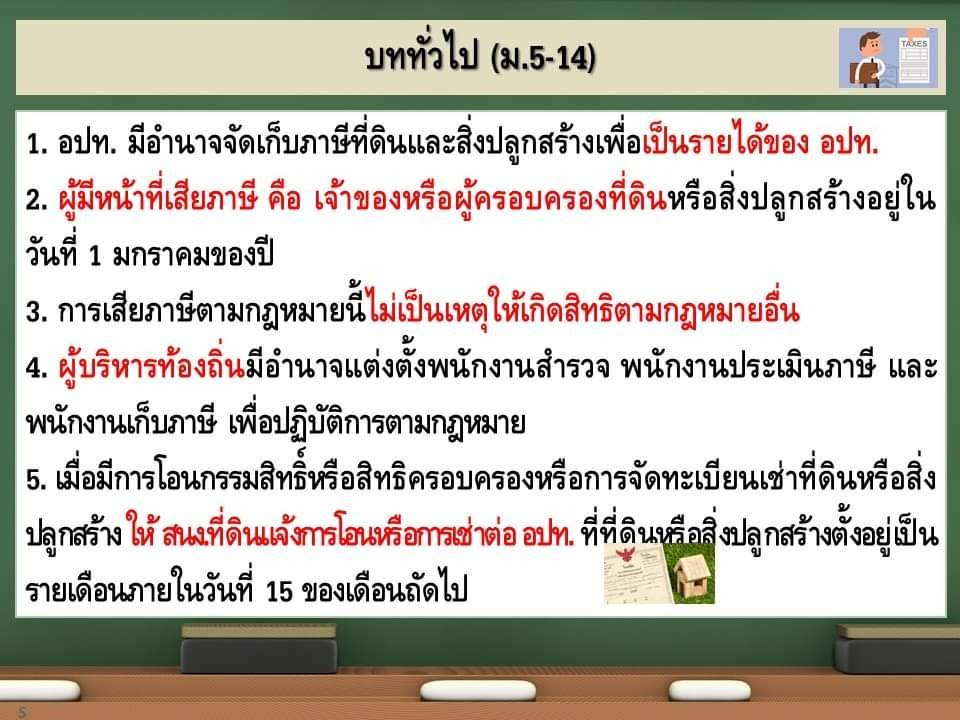 บททั่วไป (ม.5-14)
TAXES
1. อปท. มีอำนาจจัดเก็บภาษีที่ดินและสิ่งปลูกสร้างเพื่อเป็นรายได้ของ อปท.
2. ผู้มีหน้าที่เสียภาษี คือ เจ้าของหรือผู้ครอบครองที่ดินหรือสิ่งปลูกสร้างอยู่ใน
วันที่ 1 มกราคมของปี
3. การเสียภาษีตามกฎหมายนี้ไม่เป็นเหตุให้เกิดสิทธิตามกฎหมายอื่น
4. ผู้บริหารท้องถิ่นมีอำนาจแต่งตั้งพนักงานสำรวจ พนักงานประเมินภาษี และ
พนักงานเก็บภาษี เพื่อปฏิบัติการตามกฎหมาย
5. เมื่อมีการโอนกรรมสิทธิ์หรือสิทธิครอบครองหรือการจัดทะเบียนเช่าที่ดินหรือสิ่ง
ปลูกสร้าง ให้ สนง.ที่ดินแจ้งการโอนหรือการเช่าต่อ อปท. ที่ที่ดินหรือสิ่งปลูกสร้างตั้งอยู่เป็น
รายเดือนภายในวันที่ 15 ของเดือนถัดไป
5